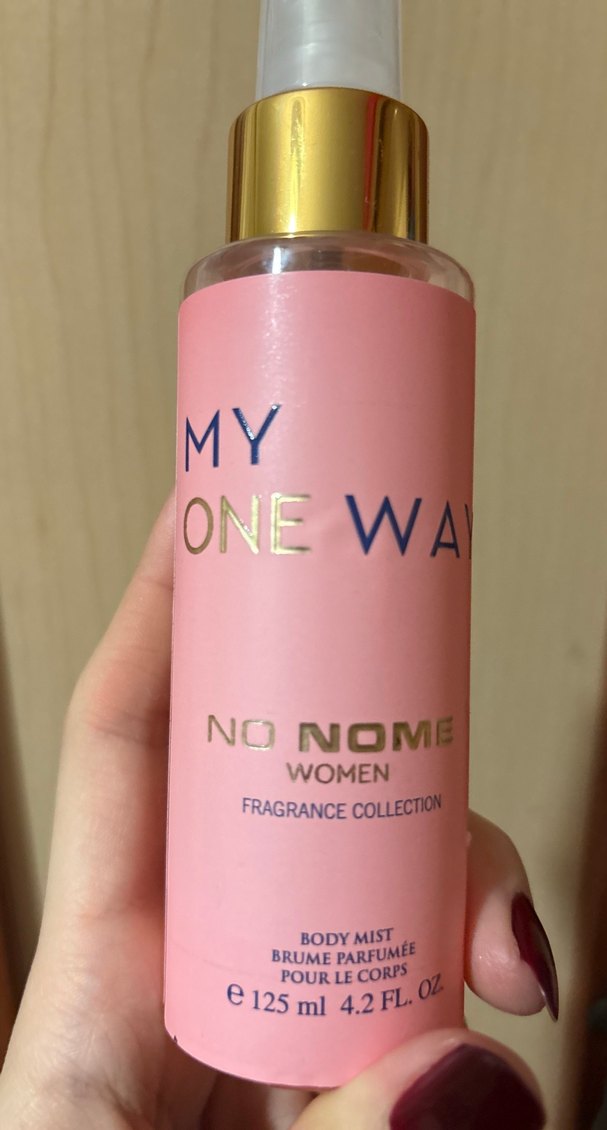 MY
ONE WAY
NO NOME
WOMEN
FRAGRANCE COLLECTION
BODY MIST
BRUME PARFUMÉE
POUR LE CORPS
℮ 125 ml 4.2 FL. OZ.